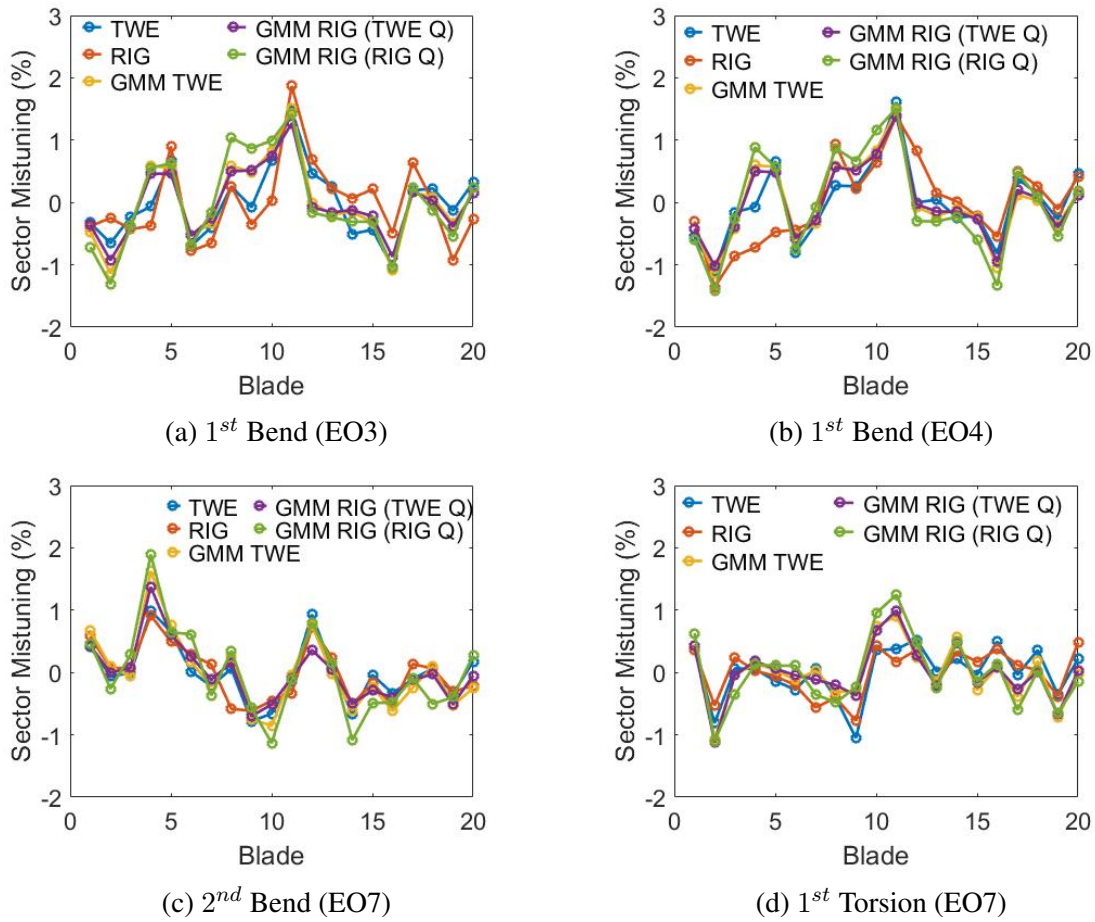 3
2
1
0
-1
-2
Sector Mistuning (%)
TWE
RIG
GMM TWE
GMM RIG (TWE Q)
GMM RIG (RIG Q)
0 5 10 15 20
Blade
(a) 1st Bend (EO3)
3
2
1
0
-1
-2
Sector Mistuning (%)
TWE
RIG
GMM TWE
GMM RIG (TWE Q)
GMM RIG (RIG Q)
0 5 10 15 20
Blade
(b) 1st Bend (EO4)
3
2
1
0
-1
-2
Sector Mistuning (%)
TWE
RIG
GMM TWE
GMM RIG (TWE Q)
GMM RIG (RIG Q)
0 5 10 15 20
Blade
(c) 2nd Bend (EO7)
3
2
1
0
-1
-2
Sector Mistuning (%)
TWE
RIG
GMM TWE
GMM RIG (TWE Q)
GMM RIG (RIG Q)
0 5 10 15 20
Blade
(d) 1st Torsion (EO7)